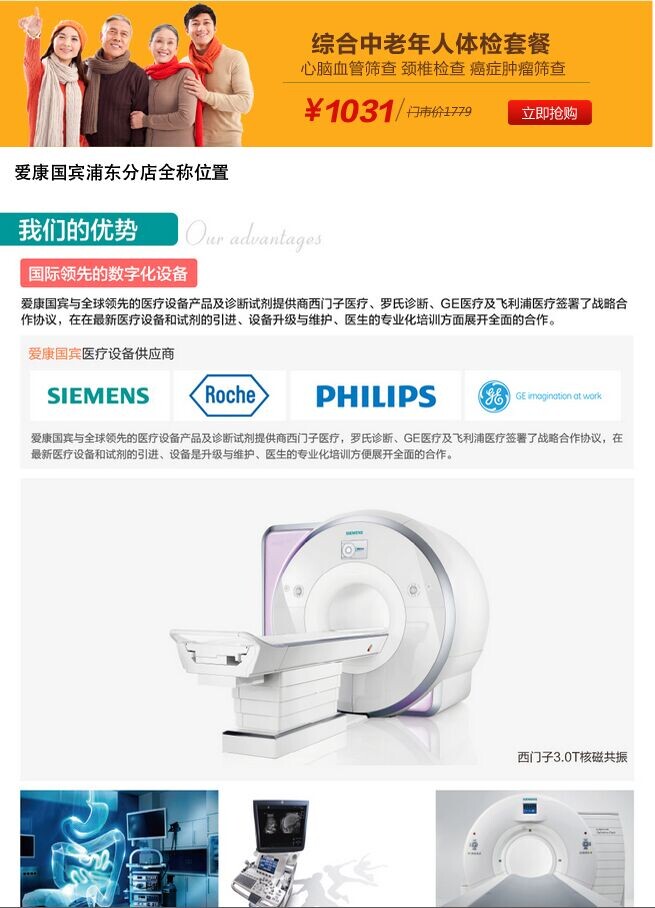 综合中老年人体检套餐
心脑血管筛查 颈椎检查 癌症肿瘤筛查
¥1031/门市价1779
立即抢购
爱康国宾浦东分店全称位置
我们的优势
Our advantages
国际领先的数字化设备
爱康国宾与全球领先的医疗设备产品及诊断试剂提供商西门子医疗、罗氏诊断、GE医疗及飞利浦医疗签署了战略合
作协议，在在最新医疗设备和试剂的引进、设备升级与维护、医生的专业化培训方面展开全面的合作。
爱康国宾医疗设备供应商
SIEMENS
Roche
PHILIPS
GE imagination at work
爱康国宾与全球领先的医疗设备产品及诊断试剂提供商西门子医疗，罗氏诊断、GE医疗及飞利浦医疗签署了战略合作协议，在
最新医疗设备和试剂的引进、设备是升级与维护、医生的专业化培训方便展开全面的合作。
SIEMENS
西门子3.0T核磁共振
SIEMENS